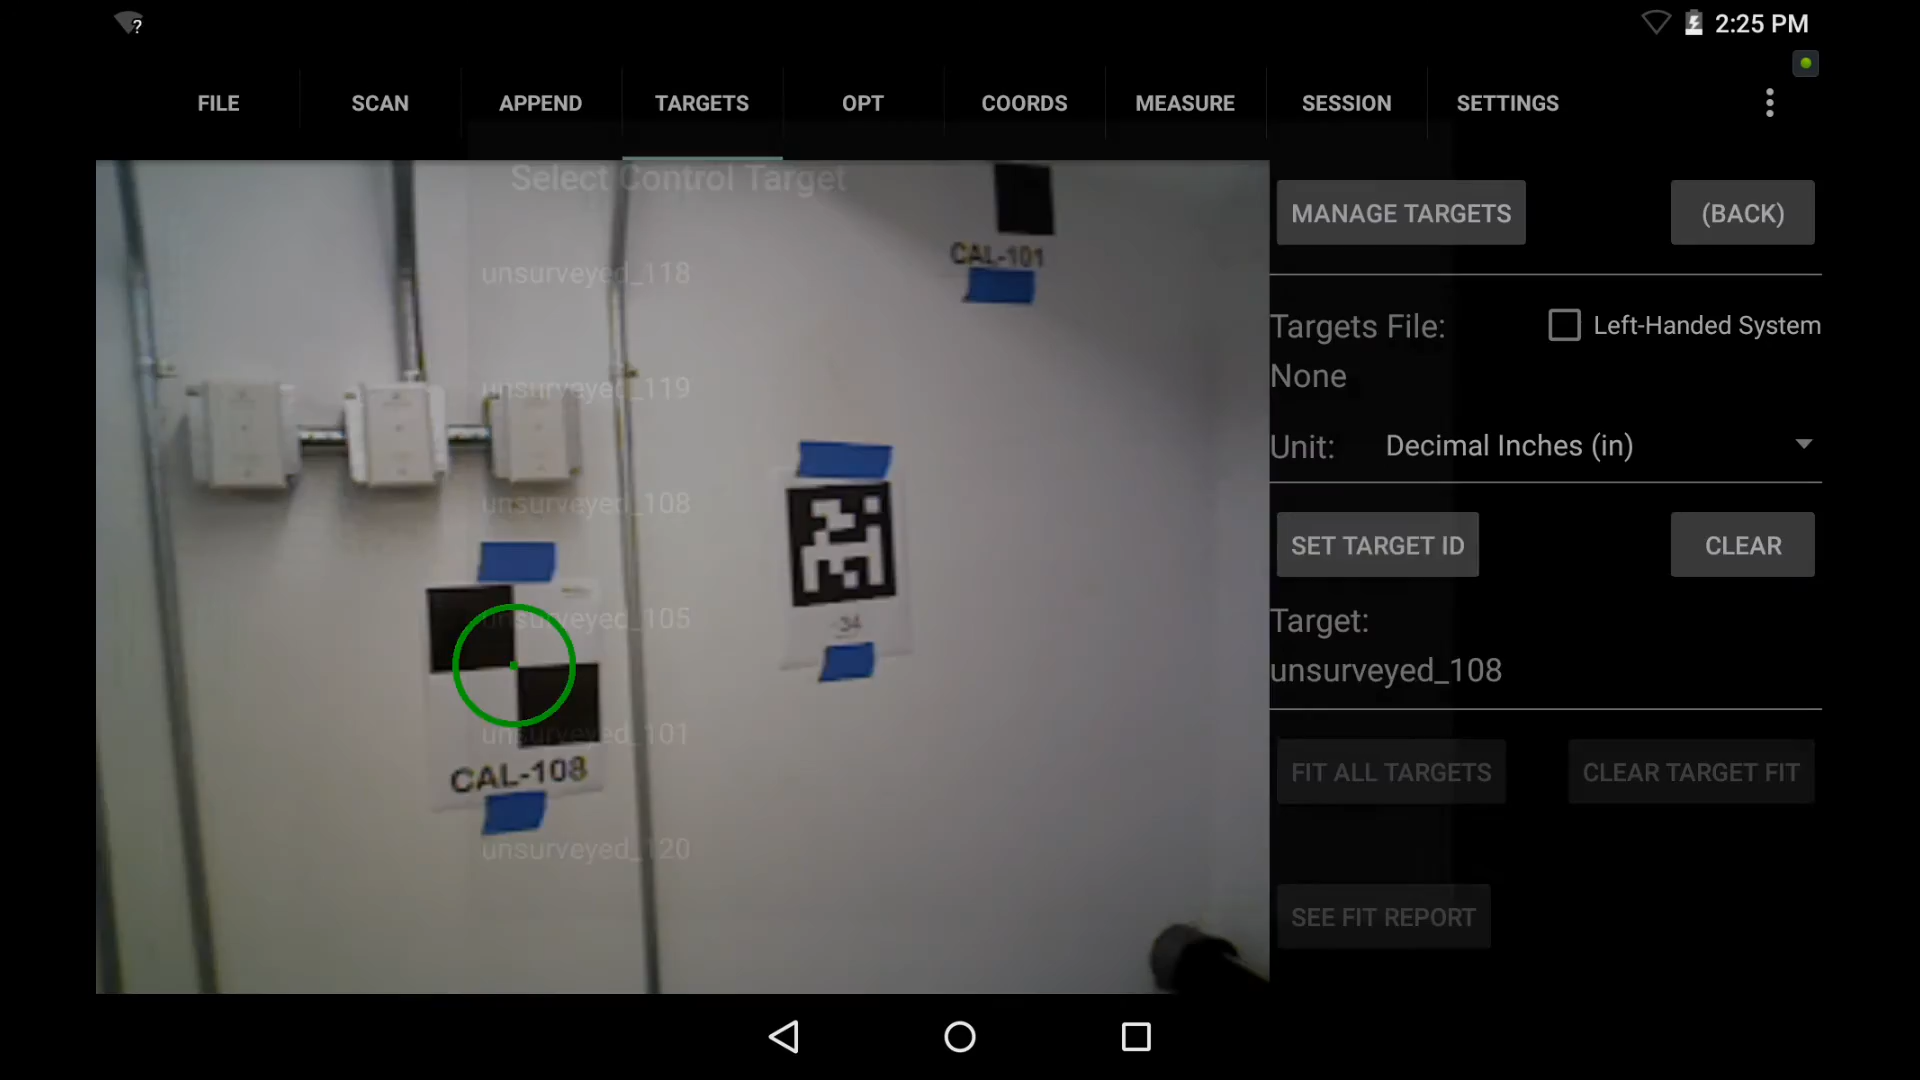 ?
2:25 PM
FILE
SCAN
APPEND
TARGETS
OPT
COORDS
MEASURE
SESSION
SETTINGS
Select Control Target
unsurveyed_118
unsurveyed_119
unsurveyed_108
unsurveyed_105
unsurveyed_101
unsurveyed_120
CAL-101
-34
CAL-108
MANAGE TARGETS
(BACK)
Targets File:
Left-Handed System
None
Unit:
Decimal Inches (in)
SET TARGET ID
CLEAR
Target:
unsurveyed_108
FIT ALL TARGETS
CLEAR TARGET FIT
SEE FIT REPORT